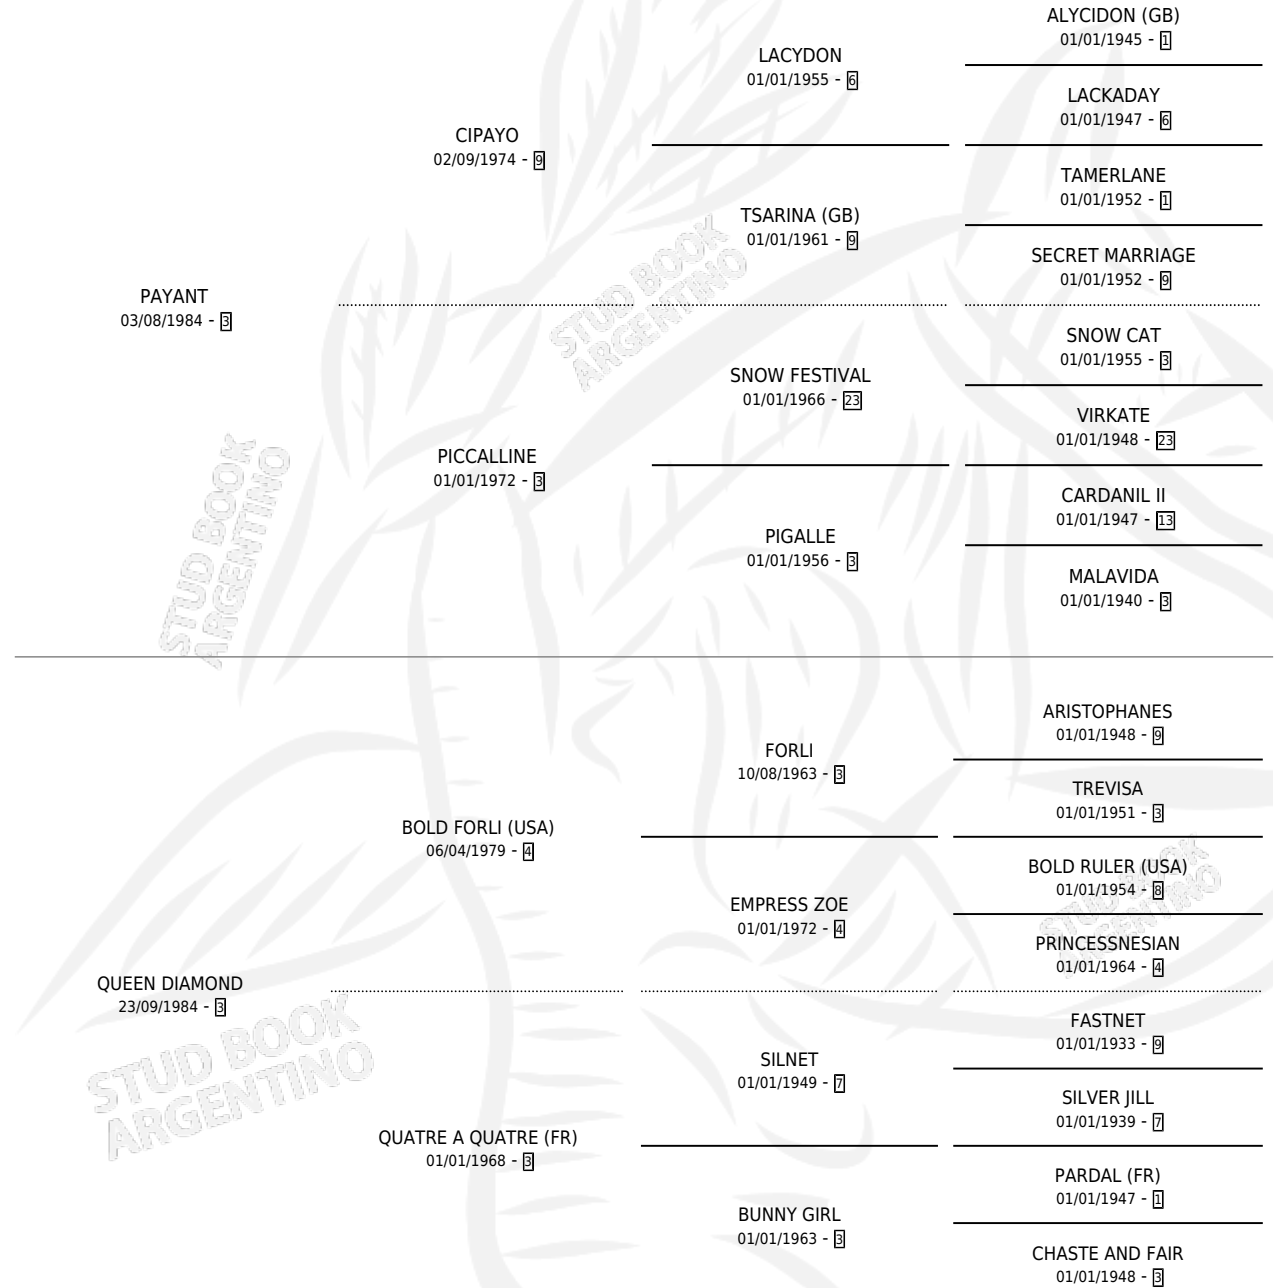 ALYCIDON (GB)
01/01/1945 - 1
LACYDON
01/01/1955 - 6
LACKADAY
01/01/1947 - 6
CIPAYO
02/09/1974 - 9
TAMERLANE
01/01/1952 - 1
TSARINA (GB)
01/01/1961 - 9
SECRET MARRIAGE
01/01/1952 - 9
PAYANT
03/08/1984 - 3
SNOW CAT
01/01/1955 - 3
SNOW FESTIVAL
01/01/1966 - 23
VIRKATE
01/01/1948 - 23
PICCALLINE
01/01/1972 - 3
CARDANIL II
01/01/1947 - 13
PIGALLE
01/01/1956 - 3
MALAVIDA
01/01/1940 - 3
STUD BOOK
ARGENTINO
STUD BOOK
ARGENTINO
ARISTOPHANES
01/01/1948 - 9
FORLI
10/08/1963 - 3
TREVISA
01/01/1951 - 3
BOLD FORLI (USA)
06/04/1979 - 4
BOLD RULER (USA)
01/01/1954 - 8
EMPRESS ZOE
01/01/1972 - 4
PRINCESSNESIAN
01/01/1964 - 4
QUEEN DIAMOND
23/09/1984 - 3
FASTNET
01/01/1933 - 9
SILNET
01/01/1949 - 7
SILVER JILL
01/01/1939 - 7
QUATRE A QUATRE (FR)
01/01/1968 - 3
PARDAL (FR)
01/01/1947 - 1
BUNNY GIRL
01/01/1963 - 3
CHASTE AND FAIR
01/01/1948 - 3
STUD BOOK
ARGENTINO
STUD BOOK
ARGENTINO